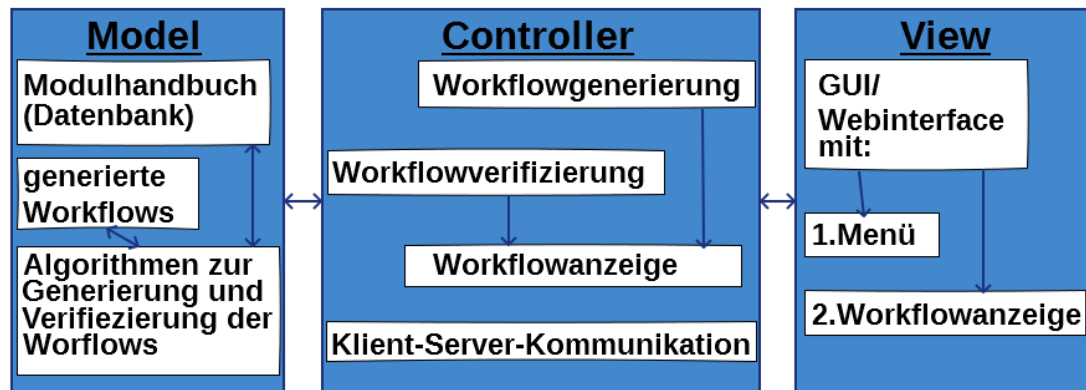 Model
Modulhandbuch
(Datenbank)
generierte
Workflows
Algorithmen zur
Generierung und
Verifiezierung der
Worflows
Controller
Workflowgenerierung
Workflowverifizierung
Workflowanzeige
Klient-Server-Kommunikation
View
GUI/
Webinterface
mit:
1.Menü
2.Workflowanzeige